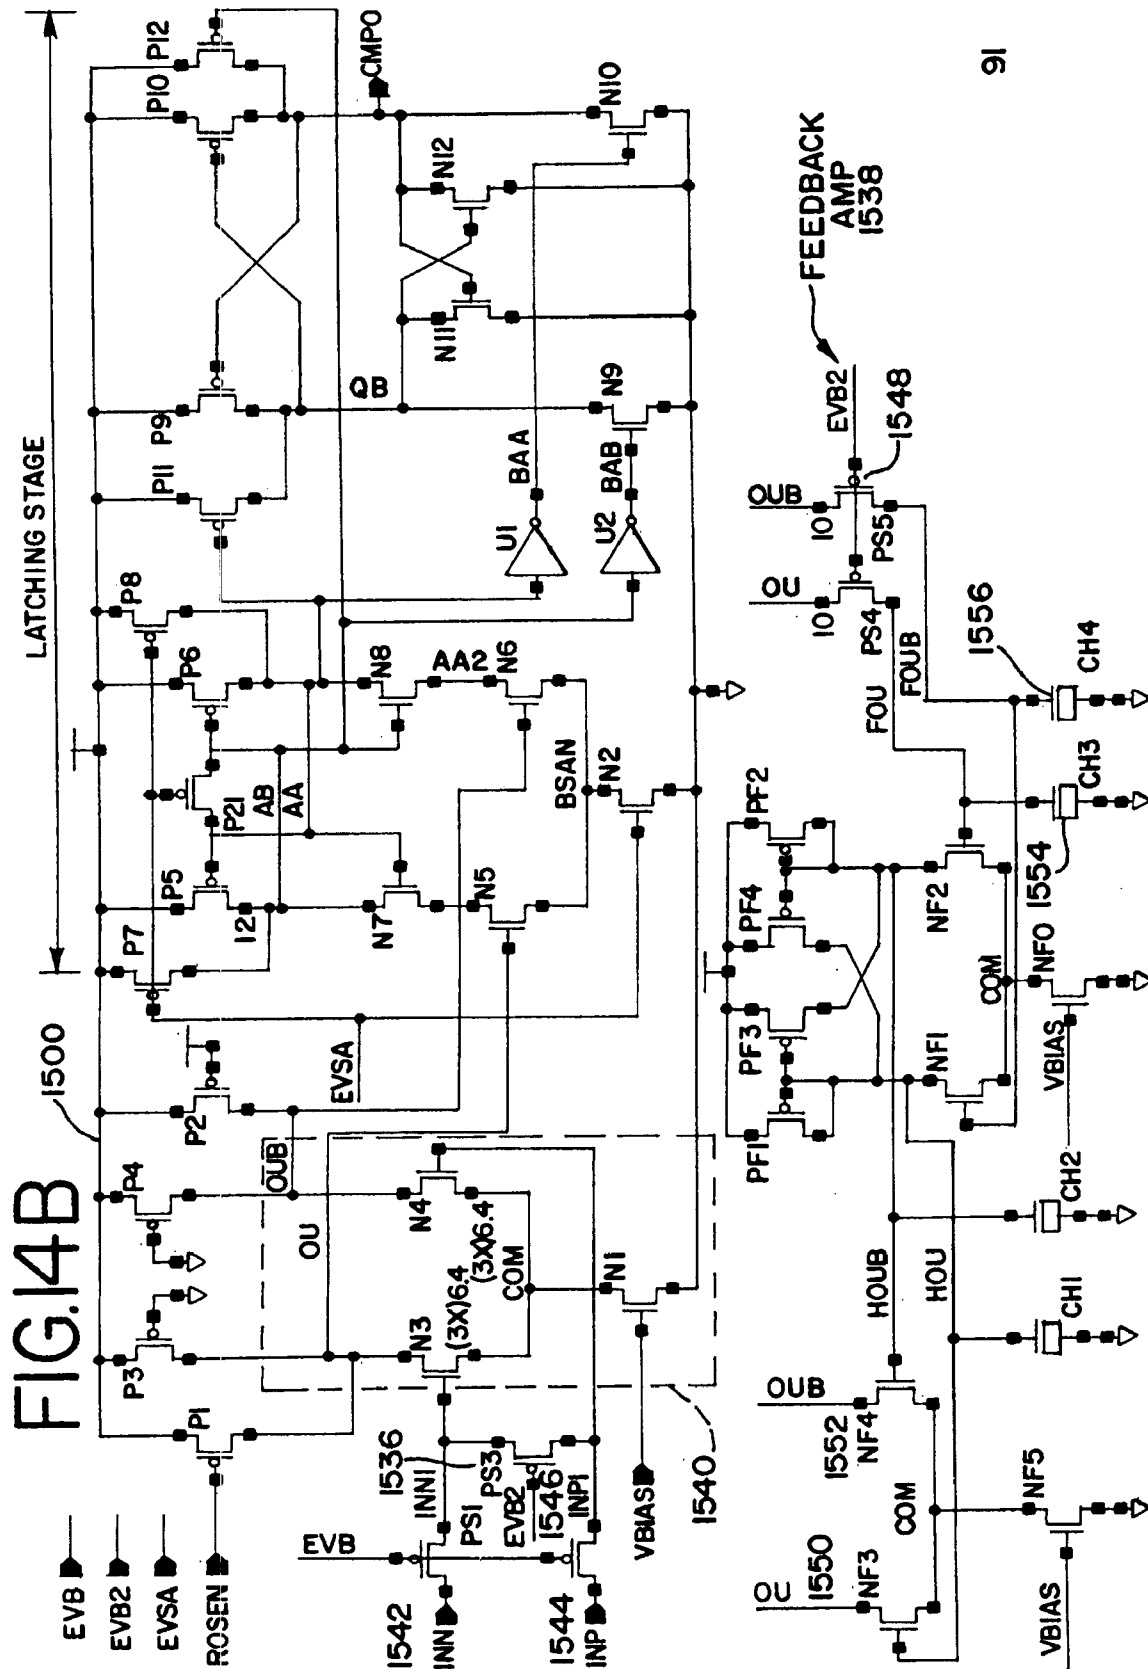 FIG.14B
1500
LATCHING STAGE
EVB
EVB2
EVSA
ROSEN
P1
P3
P4
P2
P7
P5
P21
P6
P8
P11
P9
P10
P12
12
AB
AA
EVSA
OUB
OU
N3
(3X)6.4
N4
(3X)6.4
COM
N1
N7
N5
N8
AA2
N6
BSAN
N2
QB
CMPO
U1
BAA
U2
BAB
N9
N11
N12
N10
EVB
1542
INN
INN1
1536
PS1
PS3
EVB2
1546
1544
INP
INP1
VBIAS
1540
FEEDBACK
AMP
1538
EVB2
1548
OUB
10
PS5
OU
10
PS4
FOU
FOUB
1556
CH4
CH3
1554
PF1
PF3
PF4
PF2
NF1
NF2
COM
NF0
VBIAS
CH2
CH1
HOUB
HOU
OUB
1552
NF4
OU
1550
NF3
COM
NF5
VBIAS
91